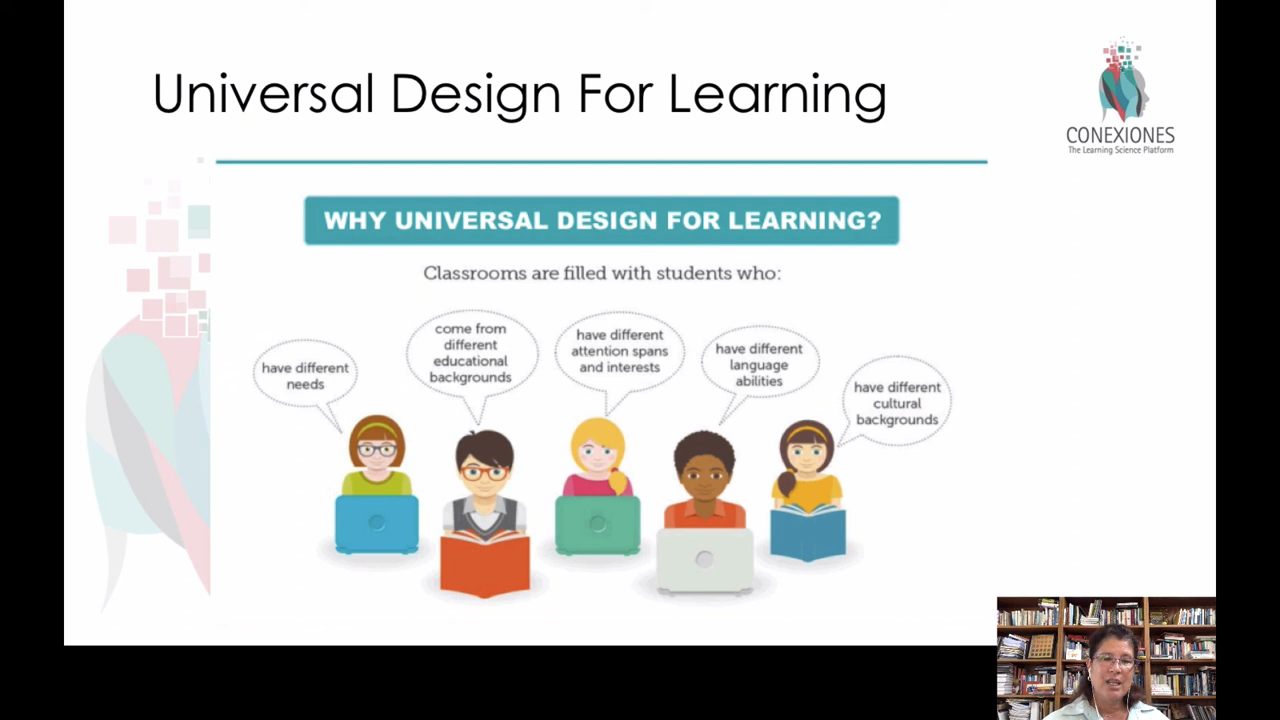 Universal Design For Learning
CONEXIONES
The Learning Science Platform
WHY UNIVERSAL DESIGN FOR LEARNING?
Classrooms are filled with students who:
have different
needs
come from
different
educational
backgrounds
have different
attention spans
and interests
have different
language
abilities
have different
cultural
backgrounds